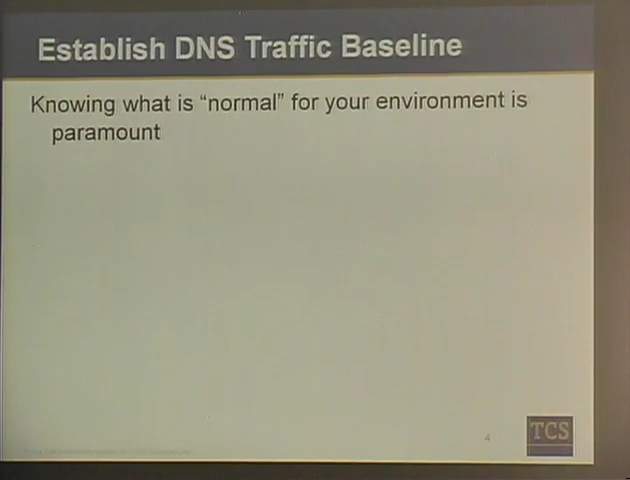 Establish DNS Traffic Baseline
Knowing what is “normal” for your environment is
paramount
4
TCS